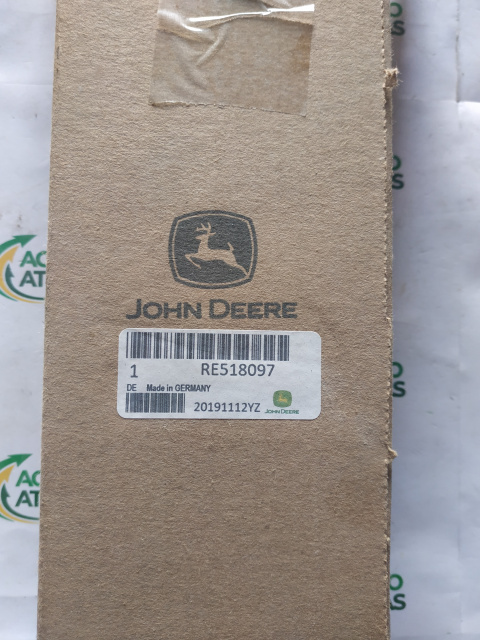 JOHN DEERE
1 RE518097
DE Made in GERMANY
20191112YZ JOHN DEERE